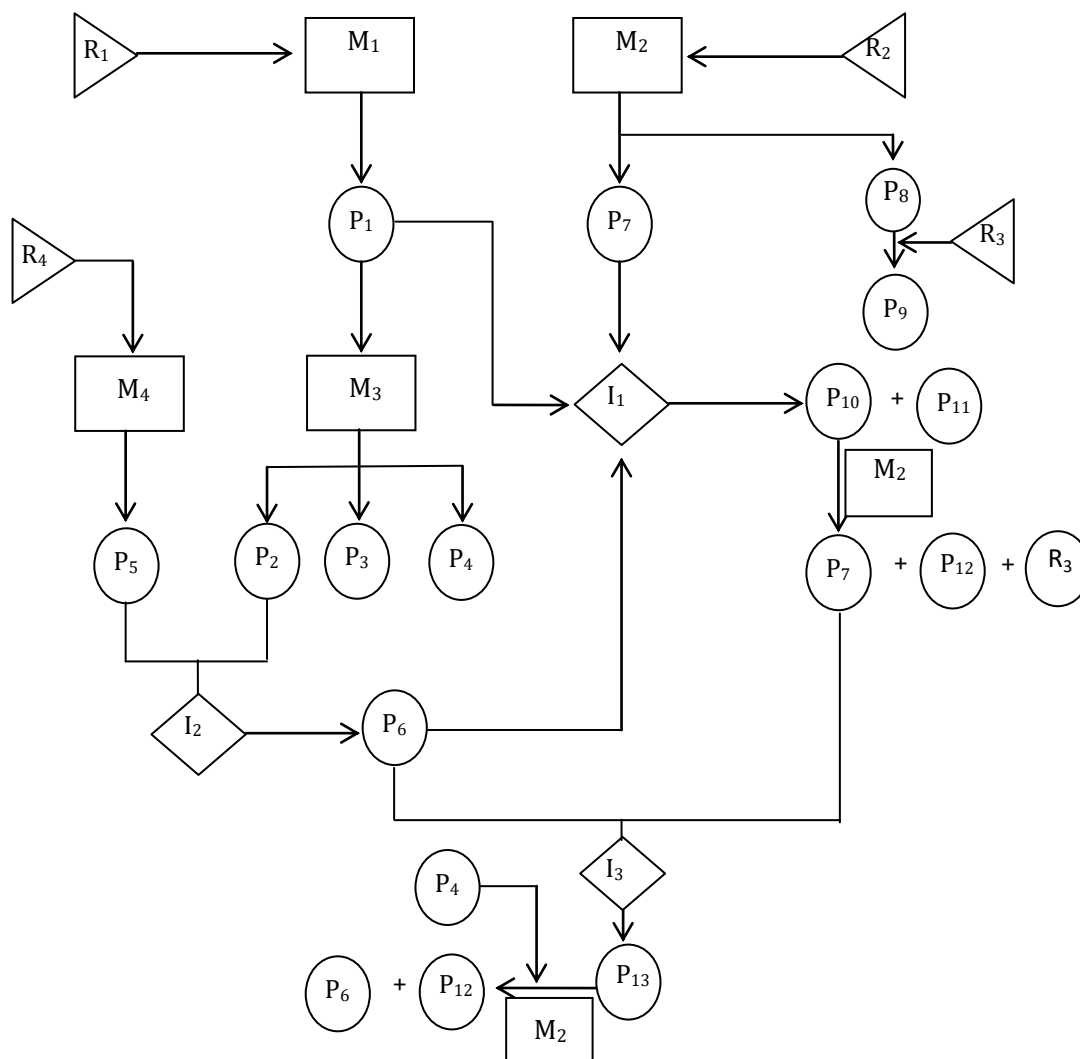 R₁ M₁ M₂ R₂
P₁ P₇ P₈
R₄ R₃
P₉
M₄ M₃ I₁ P₁₀ + P₁₁
M₂
P₅ P₂ P₃ P₄ P₇ + P₁₂ + R₃
I₂ P₆
I₃
P₄
P₆ + P₁₂ P₁₃
M₂